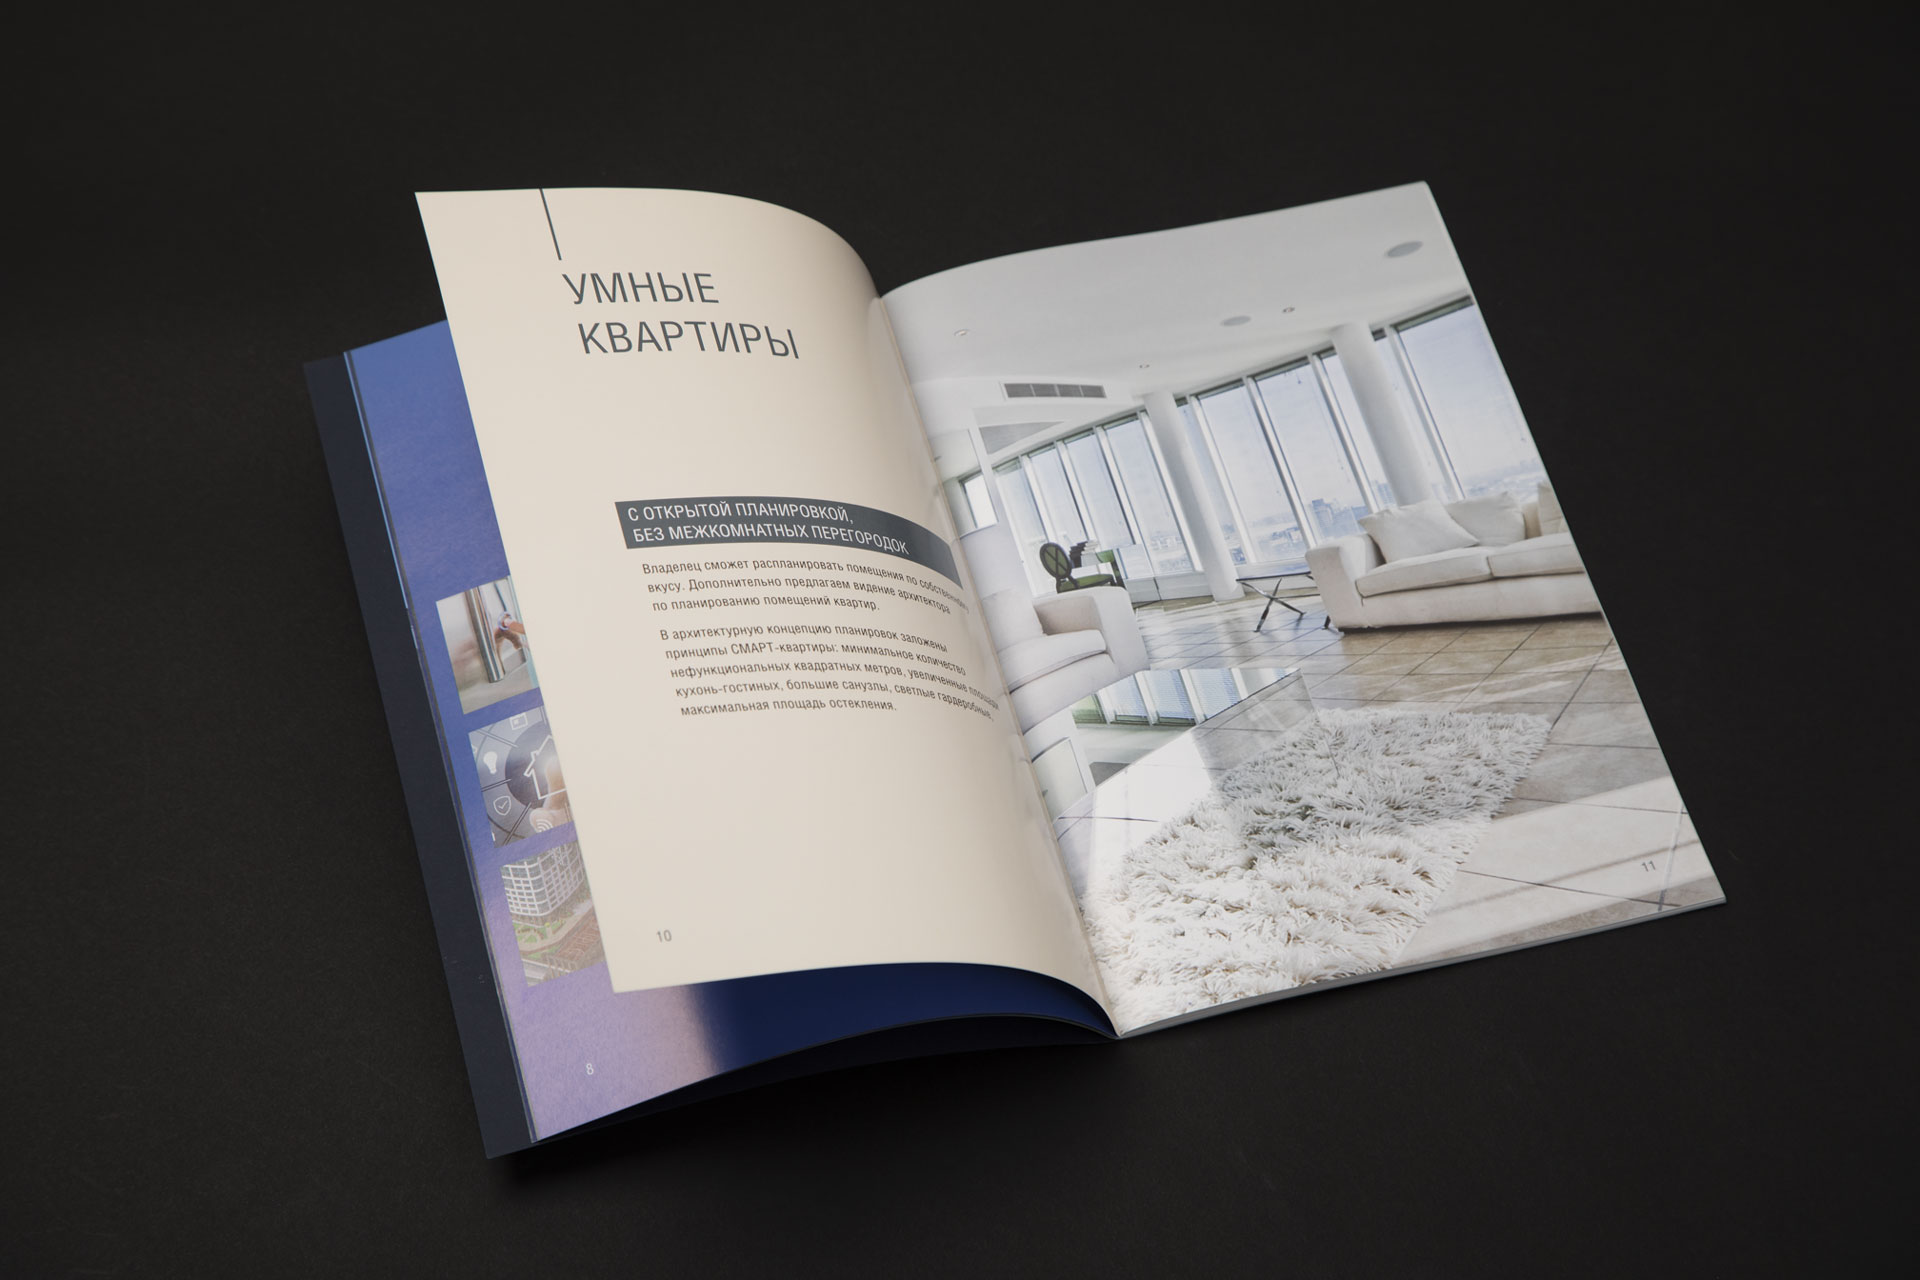 УМНЫЕ
КВАРТИРЫ
С ОТКРЫТОЙ ПЛАНИРОВКОЙ,
БЕЗ МЕЖКОМНАТНЫХ ПЕРЕГОРОДОК
Владелец сможет распланировать помещения по собственному
вкусу. Дополнительно предлагаем видение архитектора
по планированию помещений квартир.
В архитектурную концепцию планировок заложены
принципы СМАРТ-квартиры: минимальное количество
нефункциональных квадратных метров, увеличенные площади
кухонь-гостиных, большие санузлы, светлые гардеробные,
максимальная площадь остекления.
10
8
11